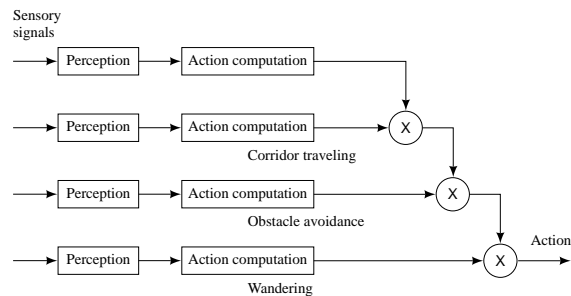 Sensory
signals
Perception
Action computation
Perception
Action computation
X
Corridor traveling
Perception
Action computation
X
Obstacle avoidance
Action
Perception
Action computation
X
Wandering